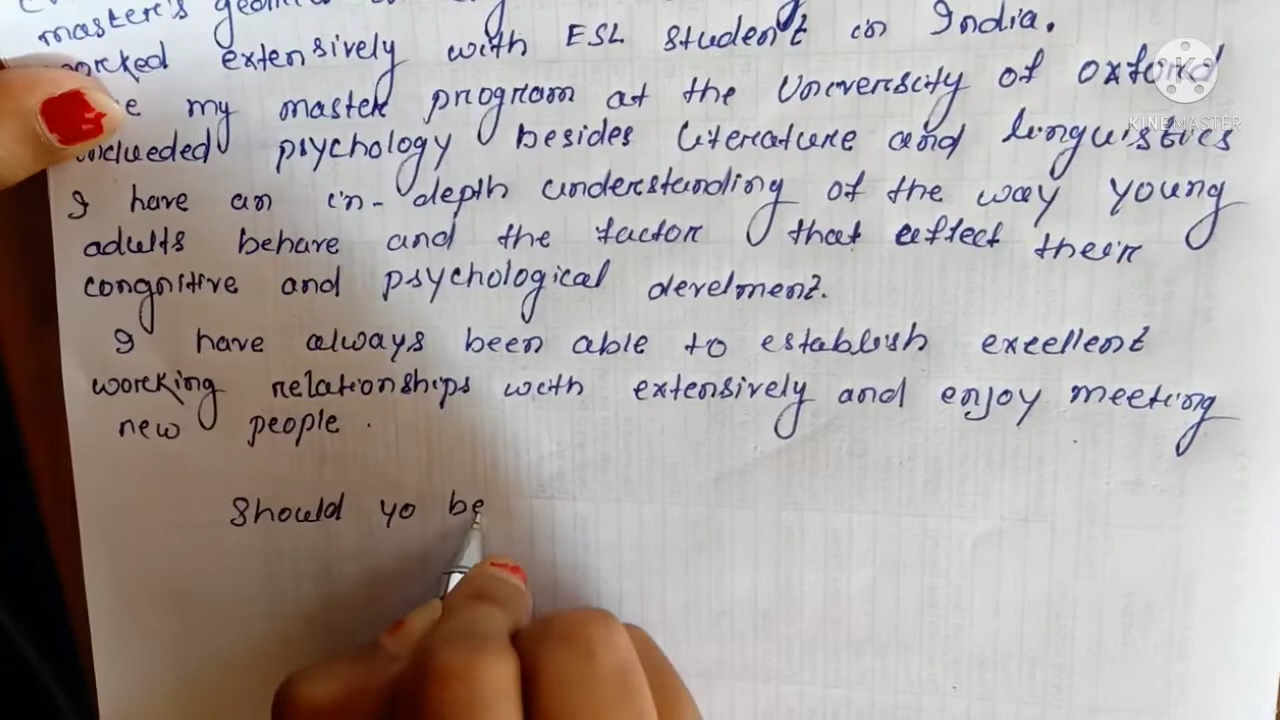 master's
worked extensively with ESL student in India.
my master program at the University of oxford
inclueded psychology besides literature and linguistics
I have an in-depth understanding of the way young
adults behave and the factor that affect their
congnitive and psychological develment.
I have always been able to establish excellent
working relationships with extensively and enjoy meeting
new people.
Should yo be
KINEMASTER